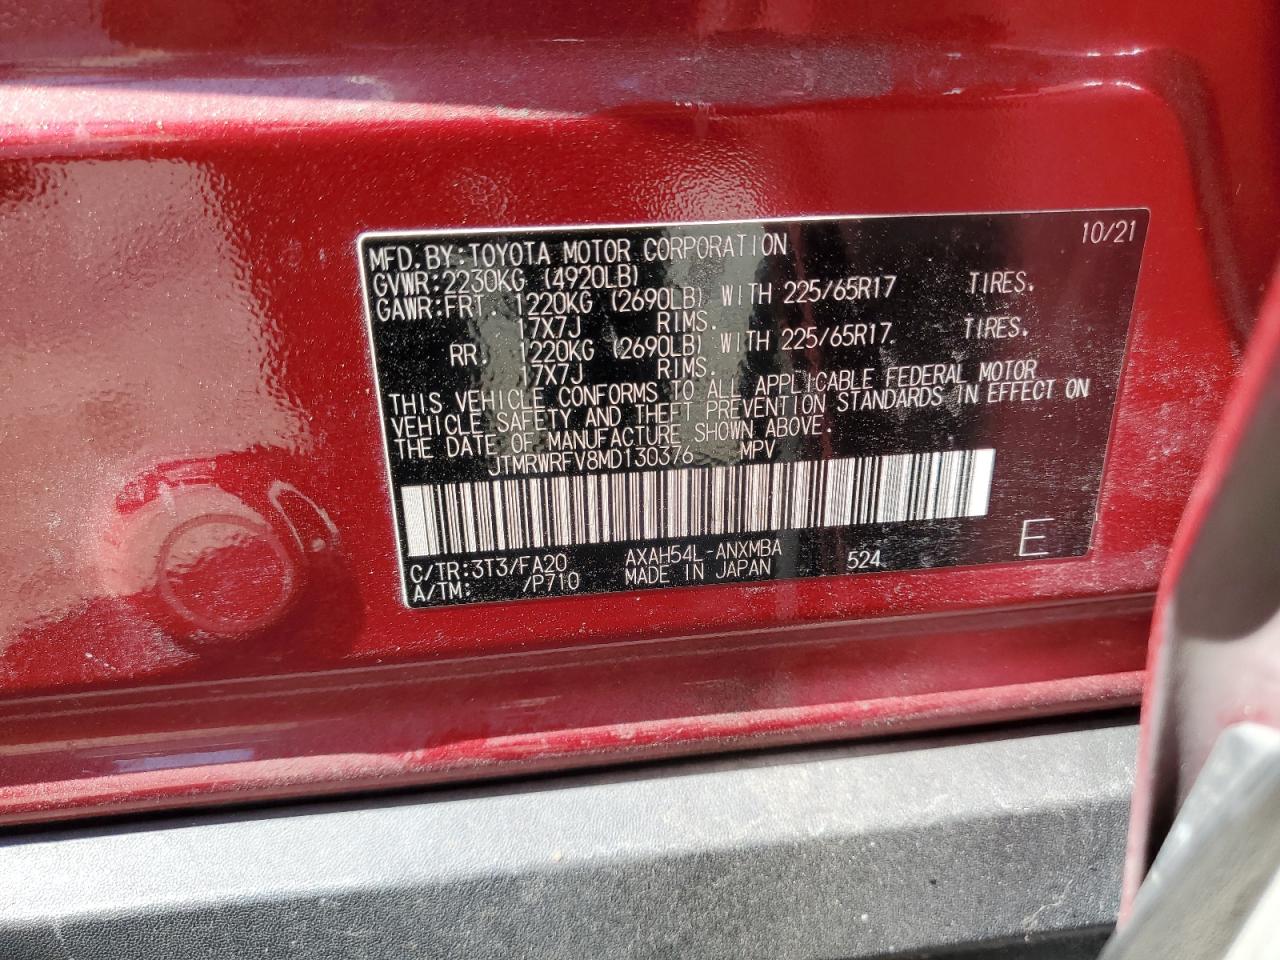 10/21
MFD. BY: TOYOTA MOTOR CORPORATION
GVWR: 2230KG (4920LB)
GAWR: FRT. 1220KG (2690LB) WITH 225/65R17 TIRES.
17X7J RIMS.
RR. 1220KG (2690LB) WITH 225/65R17. TIRES.
17X7J RIMS.
THIS VEHICLE CONFORMS TO ALL APPLICABLE FEDERAL MOTOR
VEHICLE SAFETY AND THEFT PREVENTION STANDARDS IN EFFECT ON
THE DATE OF MANUFACTURE SHOWN ABOVE.
JTMRWRFV8MD130376 MPV
C/TR: 3T3/FA20 AXAH54L-ANXMBA 524 E
A/TM: /P710 MADE IN JAPAN